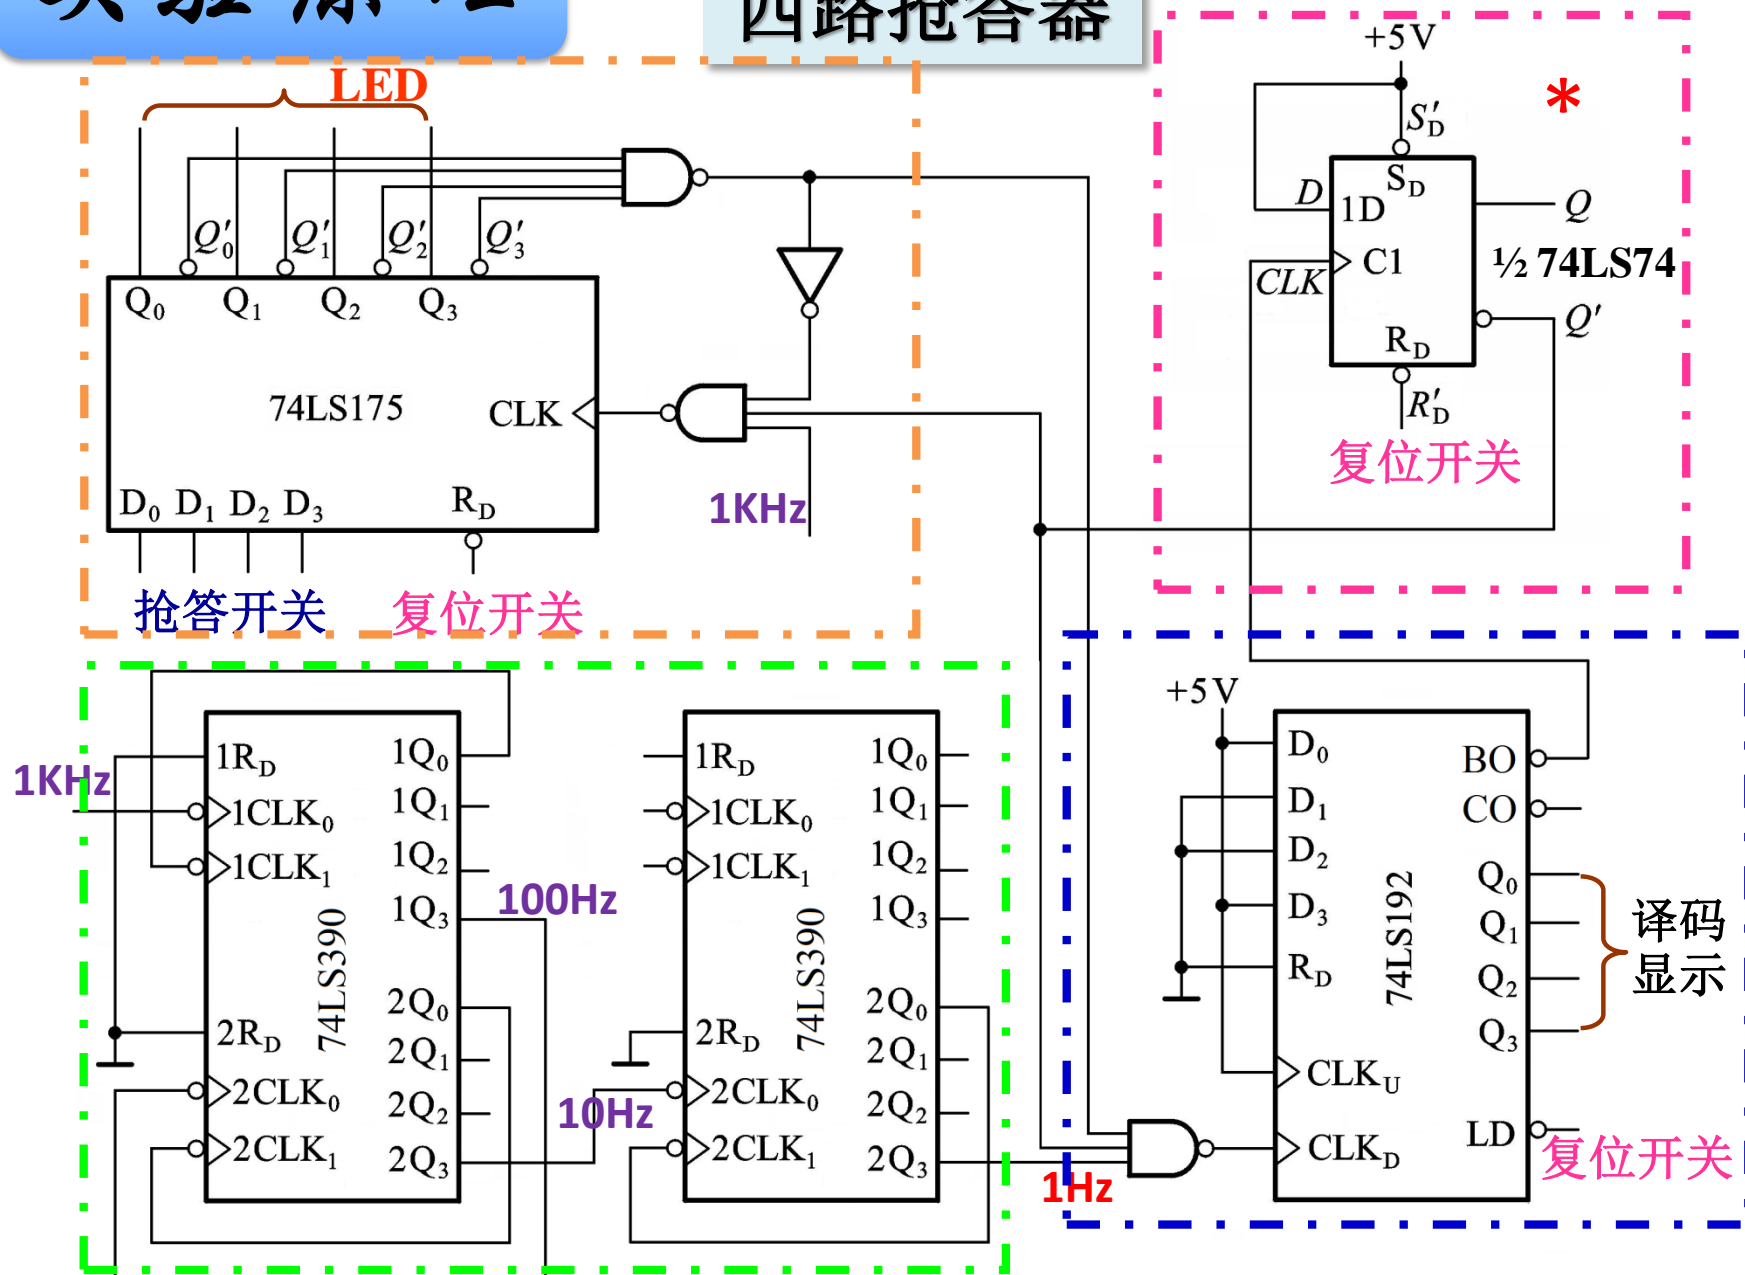 四路抢答器
LED
Q'0 Q'1 Q'2 Q'3
Q0 Q1 Q2 Q3
74LS175
CLK
D0 D1 D2 D3
RD
1KHz
抢答开关
复位开关
+5V
*
S'D
D
SD
1D
Q
CLK
C1
½ 74LS74
Q'
RD
R'D
复位开关
1KHz
1RD
1CLK0
1CLK1
1Q0
1Q1
1Q2
1Q3
100Hz
74LS390
2RD
2CLK0
2CLK1
2Q0
2Q1
2Q2
2Q3
10Hz
1RD
1CLK0
1CLK1
1Q0
1Q1
1Q2
1Q3
74LS390
2RD
2CLK0
2CLK1
2Q0
2Q1
2Q2
2Q3
1Hz
+5V
D0
D1
D2
D3
RD
CLKU
CLKD
74LS192
BO
CO
Q0
Q1
Q2
Q3
LD
译码
显示
复位开关